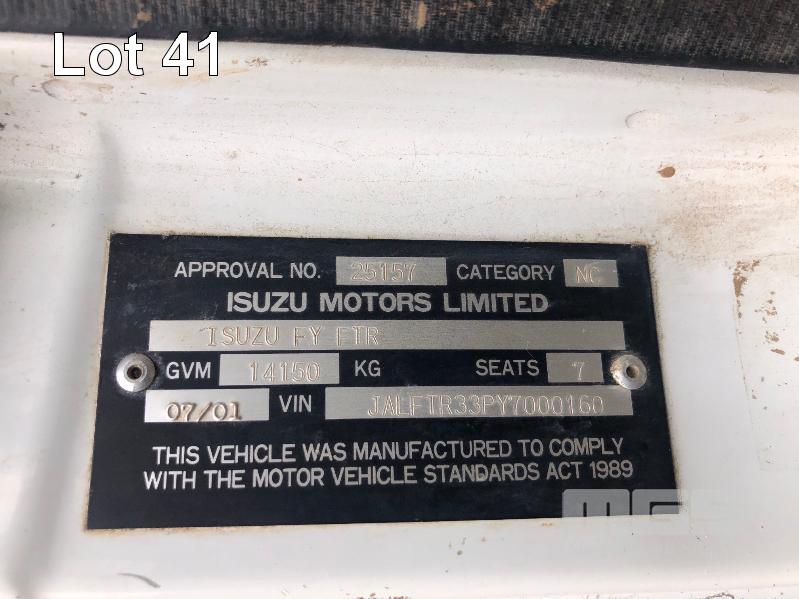 Lot 41
APPROVAL NO. 25157 CATEGORY NC
ISUZU MOTORS LIMITED
ISUZU FY FTR
GVM 14150 KG SEATS 7
07/01 VIN JALFTR33PY7000160
THIS VEHICLE WAS MANUFACTURED TO COMPLY
WITH THE MOTOR VEHICLE STANDARDS ACT 1989